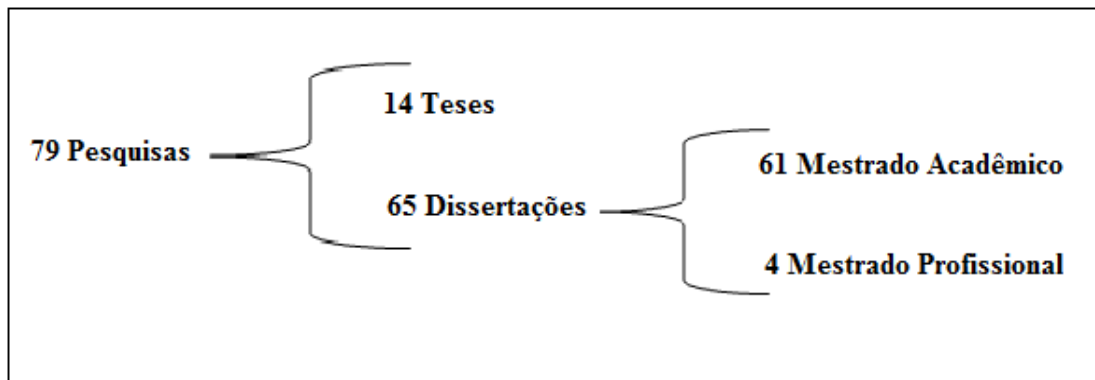 14 Teses
79 Pesquisas
65 Dissertações
61 Mestrado Acadêmico
4 Mestrado Profissional